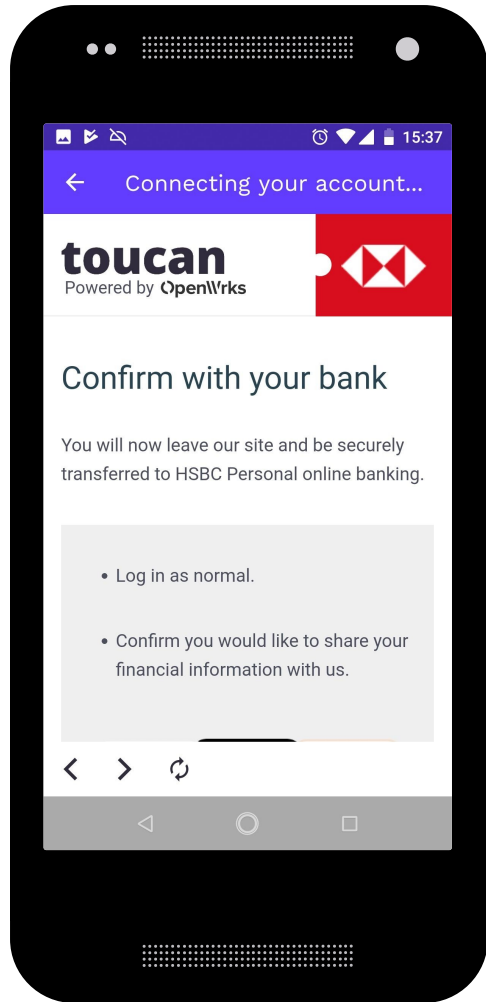 15:37
Connecting your account...
toucan
Powered by OpenWrks
Confirm with your bank
You will now leave our site and be securely
transferred to HSBC Personal online banking.
• Log in as normal.
• Confirm you would like to share your
financial information with us.